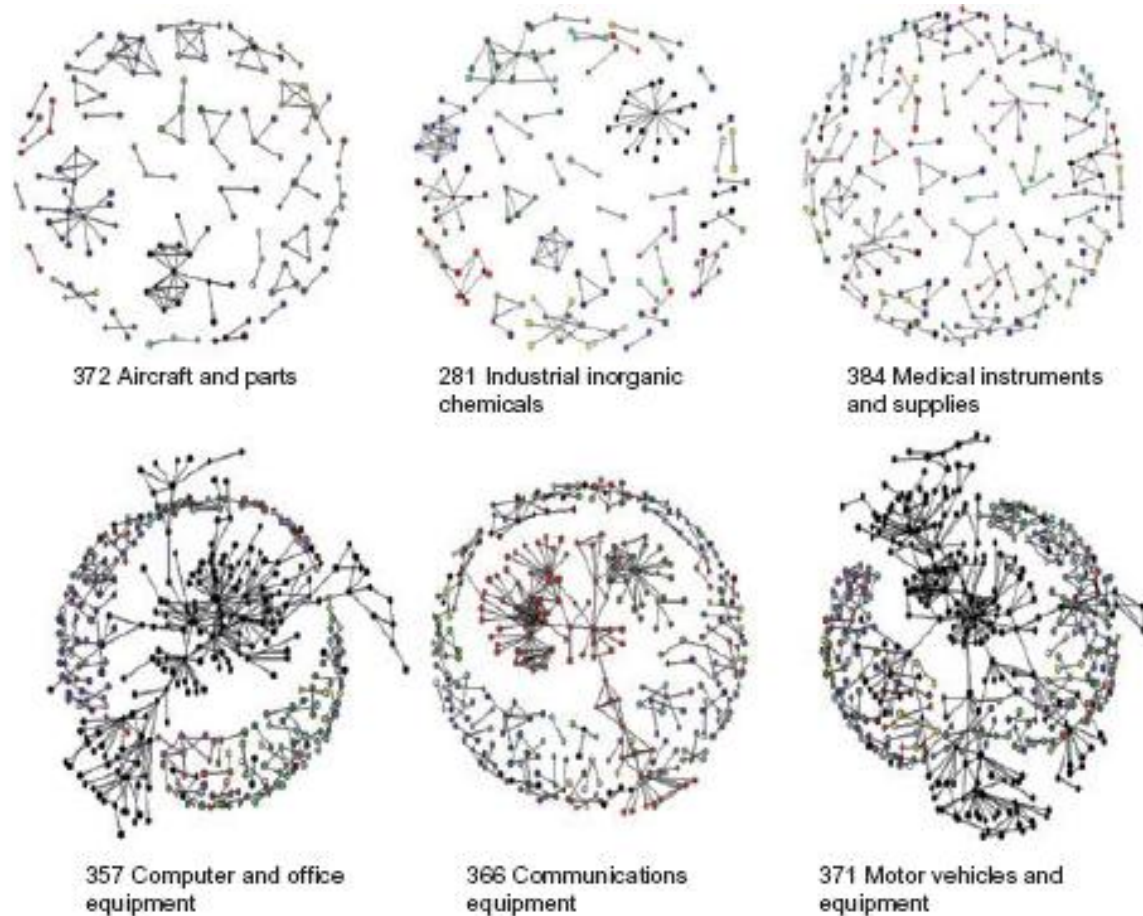 372 Aircraft and parts
281 Industrial inorganic
chemicals
384 Medical instruments
and supplies
357 Computer and office
equipment
366 Communications
equipment
371 Motor vehicles and
equipment